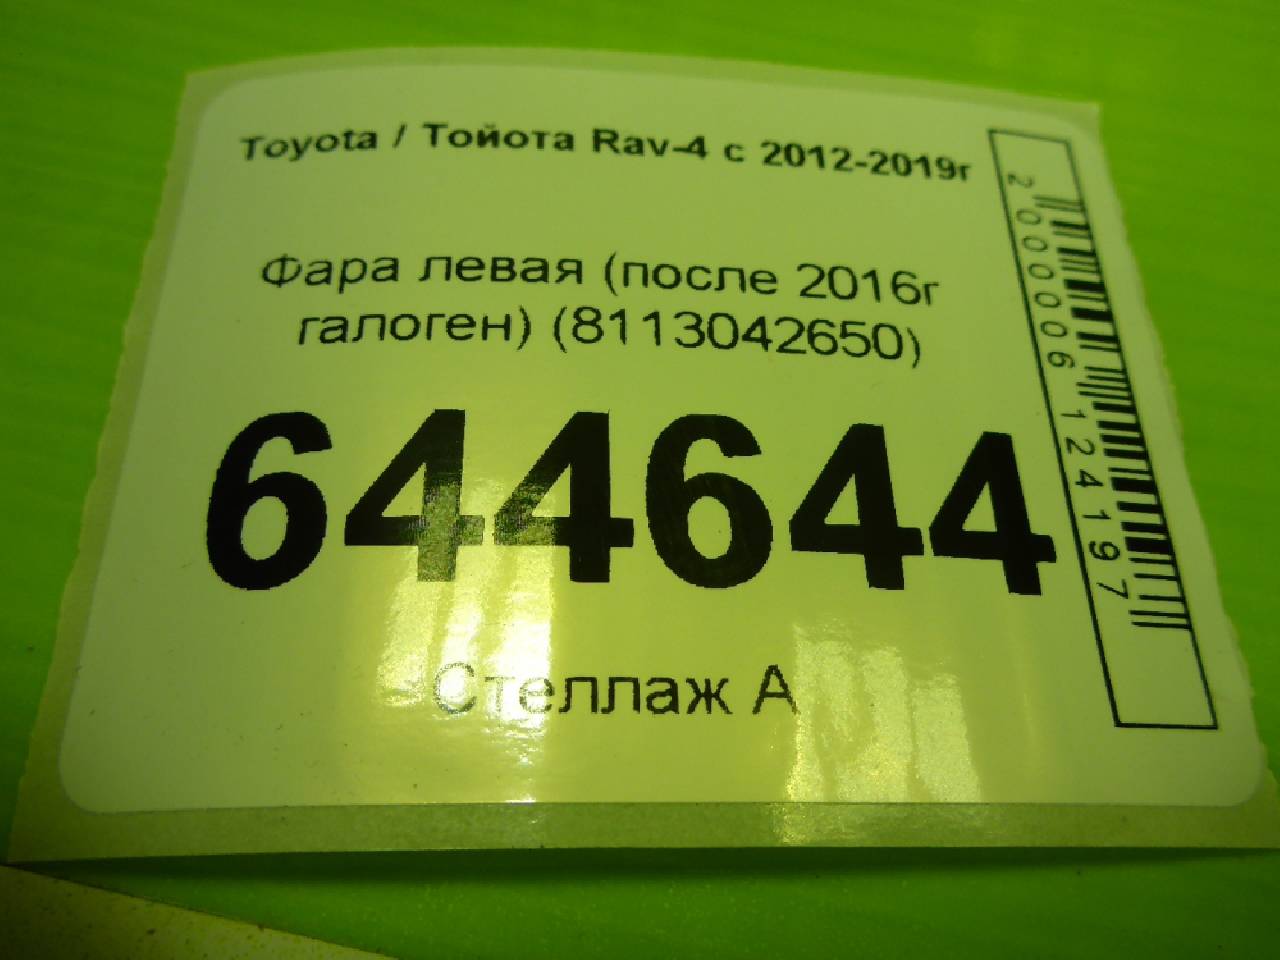 Toyota / Тойота Rav-4 с 2012-2019г
Фара левая (после 2016г
галоген) (8113042650)
644644
Стеллаж А
2000006124197